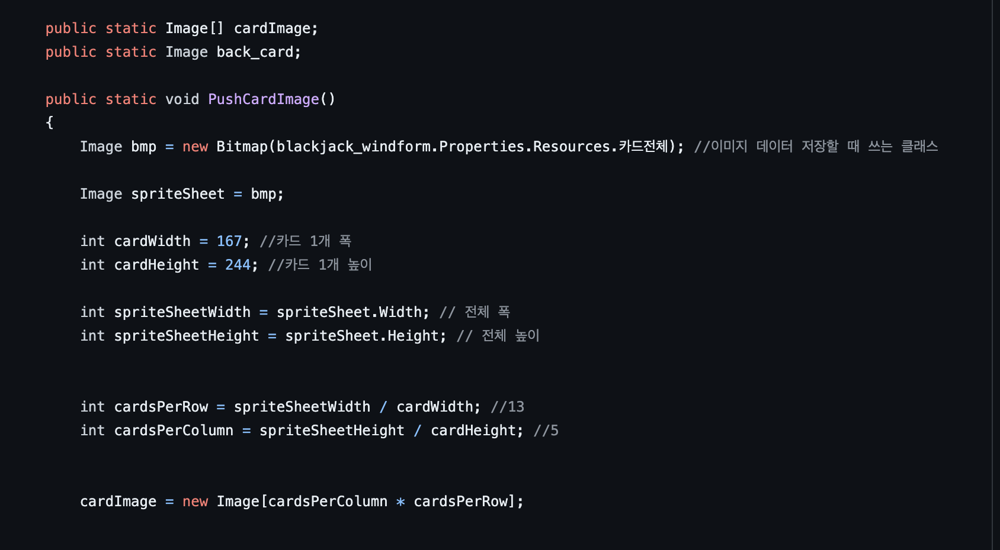 public static Image[] cardImage;
public static Image back_card;
public static void PushCardImage()
{
Image bmp = new Bitmap(blackjack_windform.Properties.Resources.카드전체); //이미지 데이터 저장할 때 쓰는 클래스
Image spriteSheet = bmp;
int cardWidth = 167; //카드 1개 폭
int cardHeight = 244; //카드 1개 높이
int spriteSheetWidth = spriteSheet.Width; // 전체 폭
int spriteSheetHeight = spriteSheet.Height; // 전체 높이
int cardsPerRow = spriteSheetWidth / cardWidth; //13
int cardsPerColumn = spriteSheetHeight / cardHeight; //5
cardImage = new Image[cardsPerColumn * cardsPerRow];